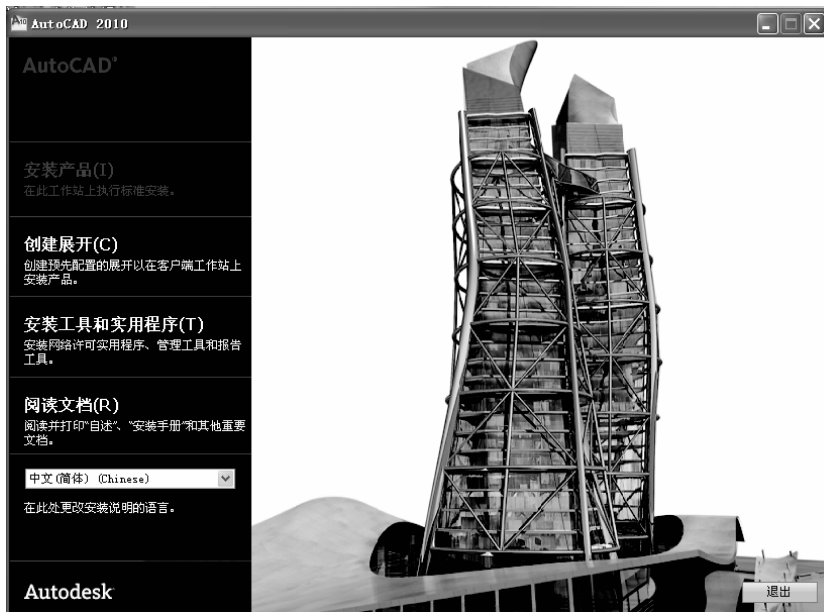 AutoCAD 2010
AutoCAD®
安装产品(I)
在此工作站上执行标准安装。
创建展开(C)
创建预先配置的展开以在客户端工作站上
安装产品。
安装工具和实用程序(T)
安装网络许可实用程序、管理工具和报告
工具。
阅读文档(R)
阅读并打印“自述”、“安装手册”和其他重要
文档。
中文(简体) (Chinese)
在此处更改安装说明的语言。
Autodesk
退出